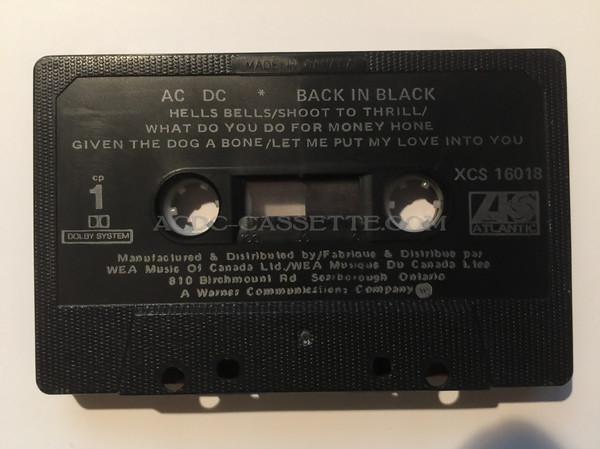 MADE IN CANADA
AC DC * BACK IN BLACK
HELLS BELLS/SHOOT TO THRILL/
WHAT DO YOU DO FOR MONEY HONE
GIVEN THE DOG A BONE/LET ME PUT MY LOVE INTO YOU
cp
1
XCS 16018
DOLBY SYSTEM
ATLANTIC
ACDC-CASSETTE.COM
Manufactured & Distributed by/Fabrique & Distribue par
WEA Music Of Canada Ltd./WEA Musique Du Canada Ltee
810 Birchmount Rd Scarborough Ontario
A Warner Communications Company